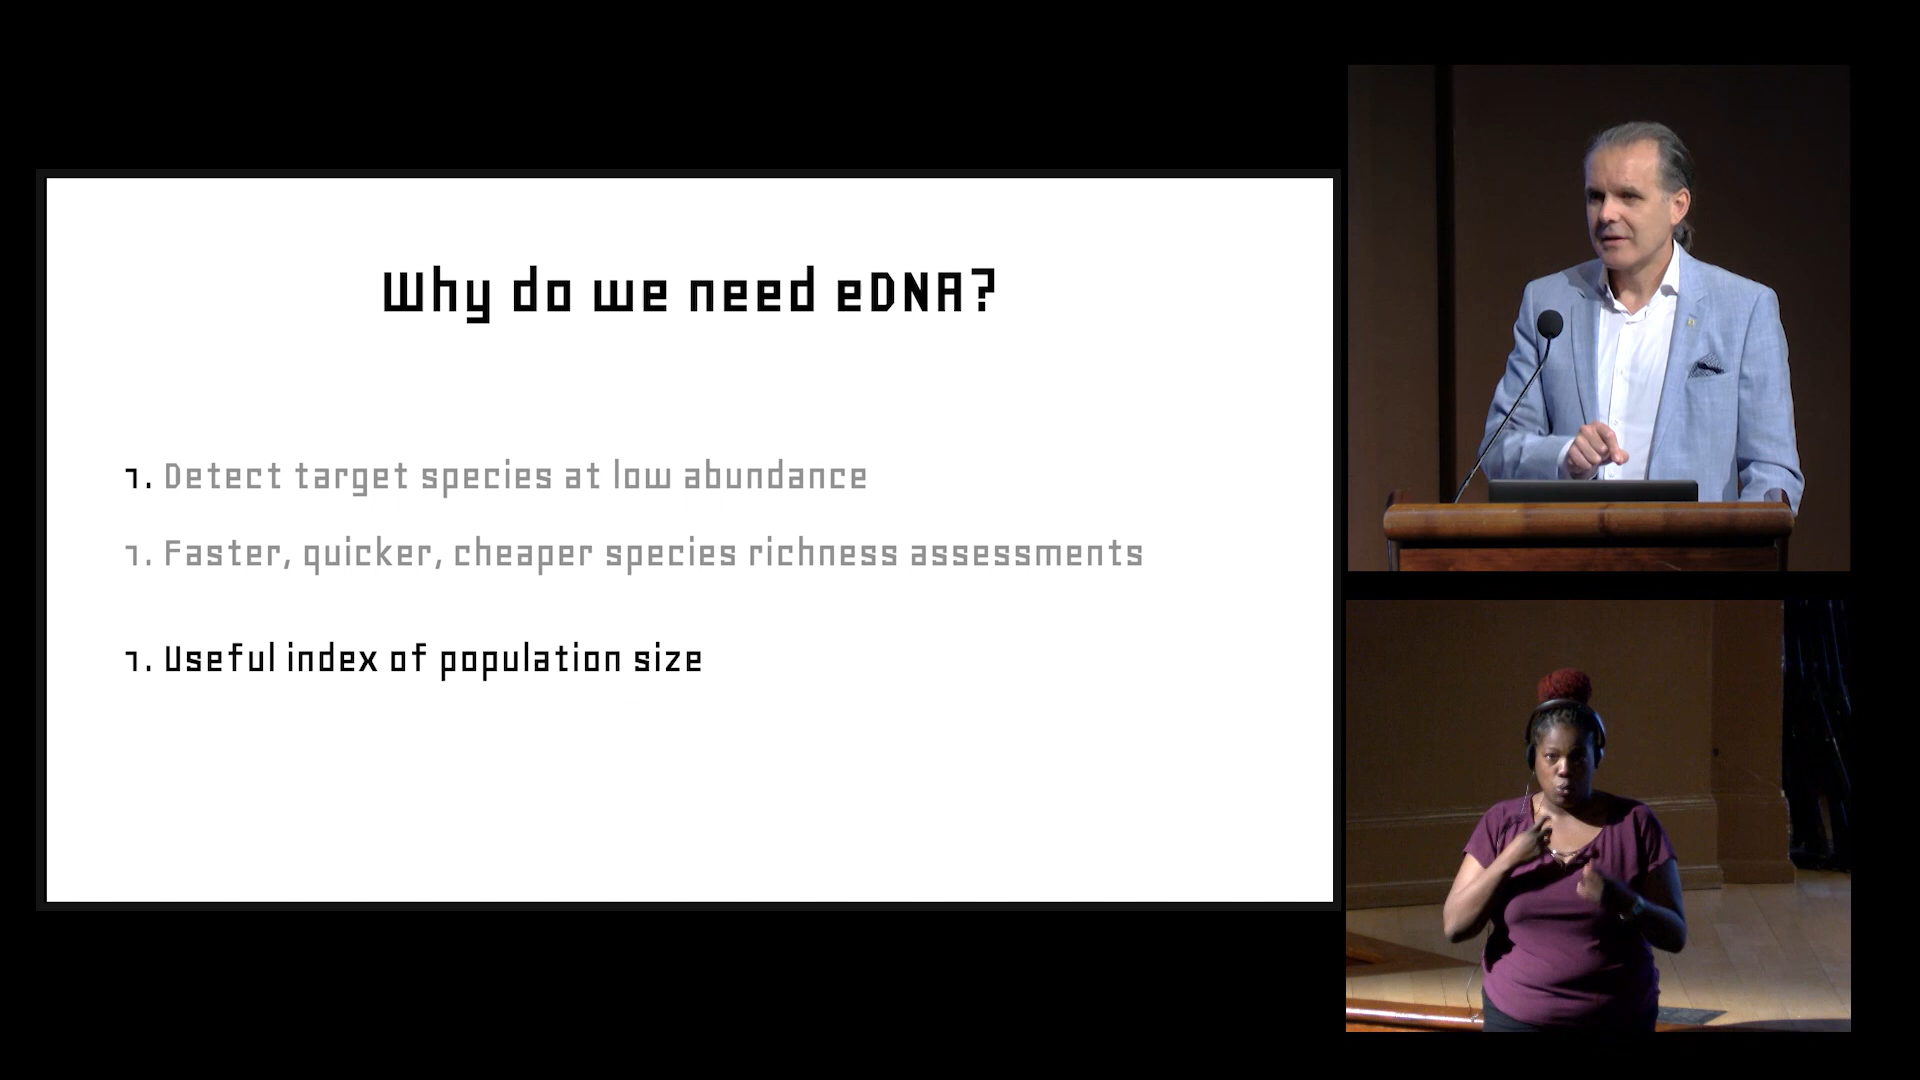 Why do we need eDNA?
1. Detect target species at low abundance
1. Faster, quicker, cheaper species richness assessments
1. Useful index of population size